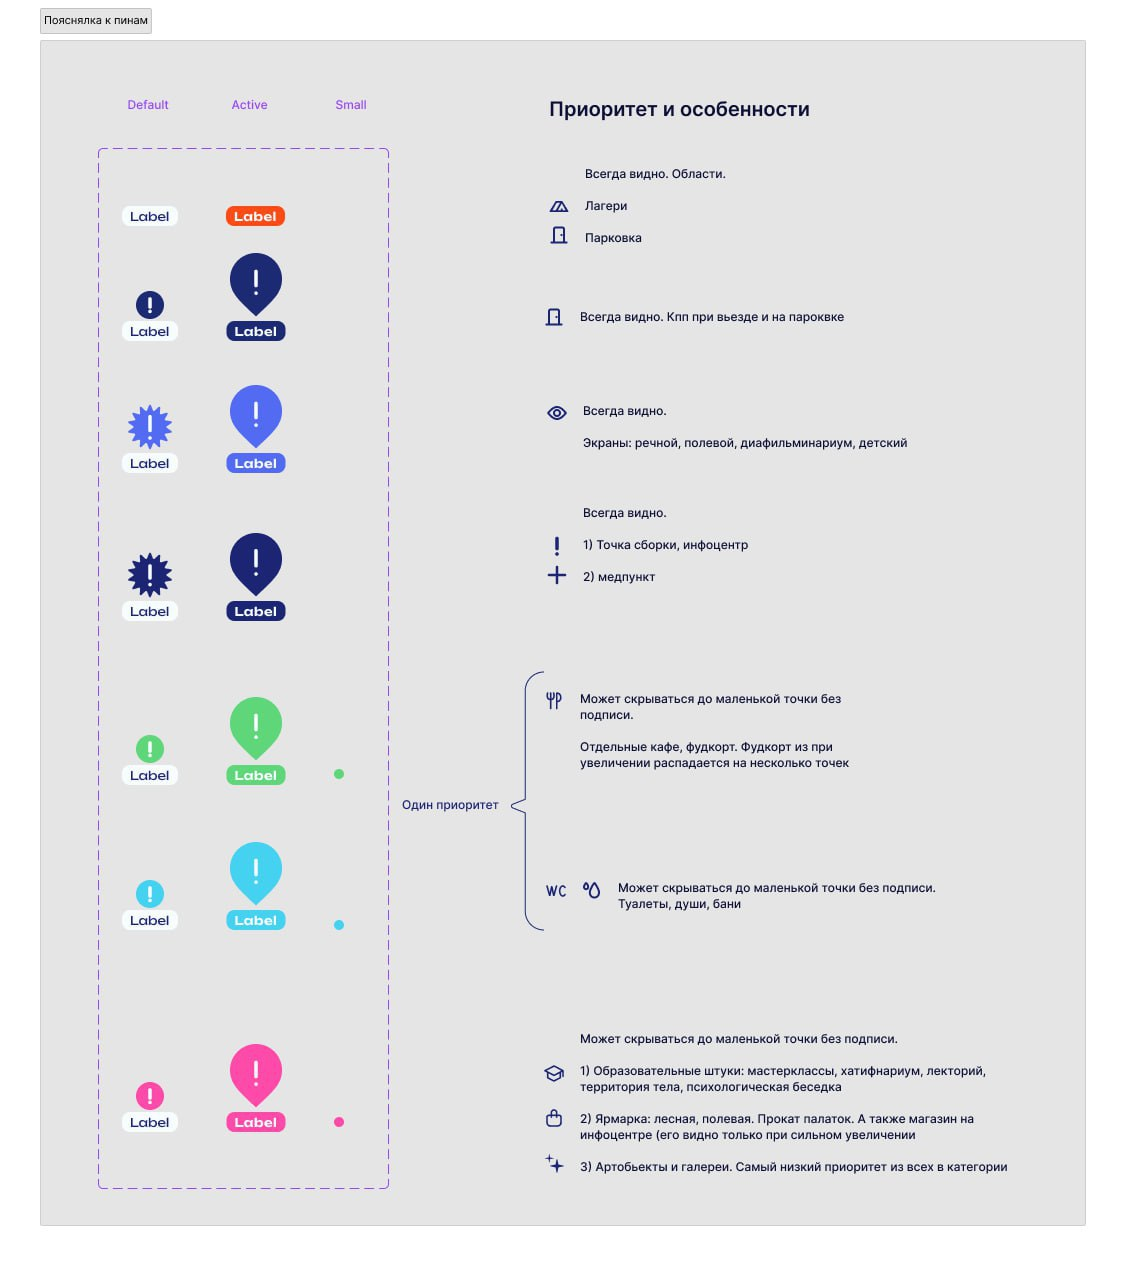 Пояснялка к пинам
Default
Active
Small
Приоритет и особенности
Всегда видно. Области.
Label
Label
Лагери
Парковка
Label
Label
Всегда видно. Кпп при вьезде и на пароквке
Label
Label
Всегда видно.
Экраны: речной, полевой, диафильминариум, детский
Label
Label
Всегда видно.
1) Точка сборки, инфоцентр
2) медпункт
Label
Label
Один приоритет
Может скрываться до маленькой точки без
подписи.
Отдельные кафе, фудкорт. Фудкорт из при
увеличении распадается на несколько точек
Label
Label
WC
Может скрываться до маленькой точки без подписи.
Туалеты, души, бани
Label
Label
Может скрываться до маленькой точки без подписи.
1) Образовательные штуки: мастерклассы, хатифнариум, лекторий,
территория тела, психологическая беседка
2) Ярмарка: лесная, полевая. Прокат палаток. А также магазин на
инфоцентре (его видно только при сильном увеличении
3) Артобьекты и галереи. Самый низкий приоритет из всех в категории